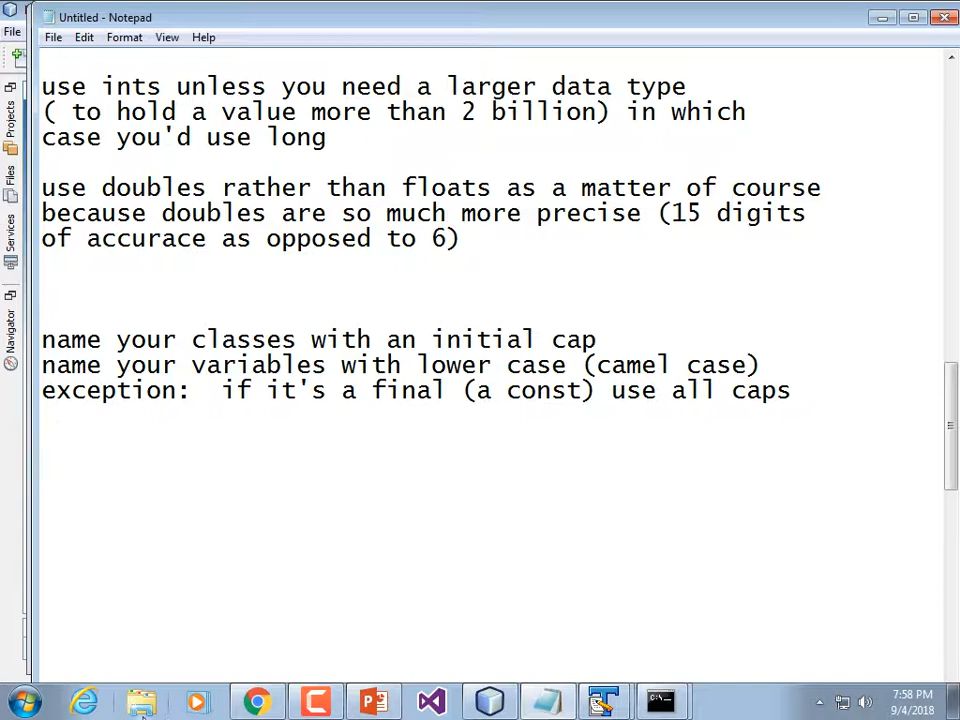 Untitled - Notepad
File
File Edit Format View Help
use ints unless you need a larger data type
( to hold a value more than 2 billion) in which
case you'd use long
use doubles rather than floats as a matter of course
because doubles are so much more precise (15 digits
of accurace as opposed to 6)
name your classes with an initial cap
name your variables with lower case (camel case)
exception:  if it's a final (a const) use all caps
Projects
Files
Services
Navigator
C:\.
7:58 PM
9/4/2018